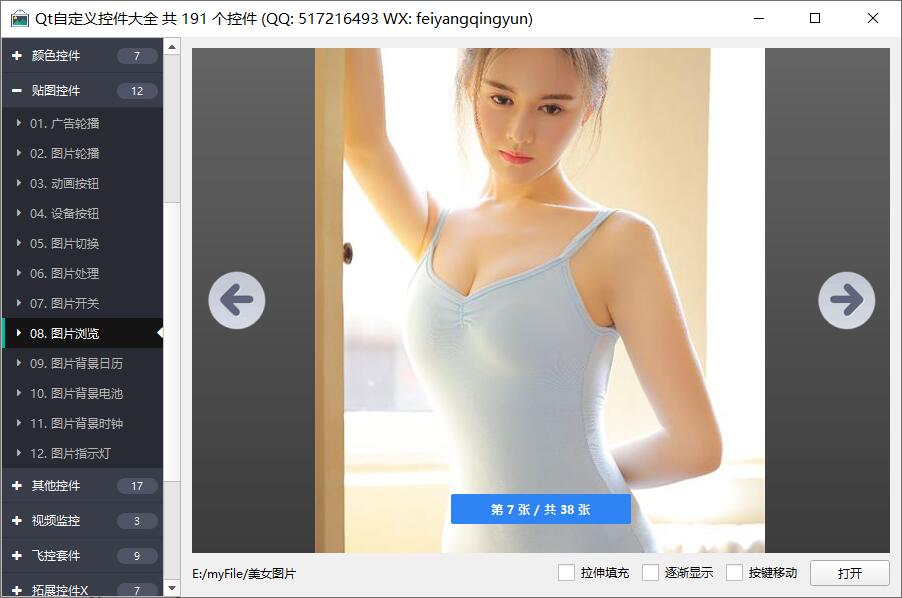 Qt自定义控件大全 共 191 个控件 (QQ: 517216493 WX: feiyangqingyun)
颜色控件 7
贴图控件 12
01. 广告轮播
02. 图片轮播
03. 动画按钮
04. 设备按钮
05. 图片切换
06. 图片处理
07. 图片开关
08. 图片浏览
09. 图片背景日历
10. 图片背景电池
11. 图片背景时钟
12. 图片指示灯
其他控件 17
视频监控 3
飞控套件 9
拓展控件X 7
第 7 张 / 共 38 张
E:/myFile/美女图片
拉伸填充 逐渐显示 按键移动 打开